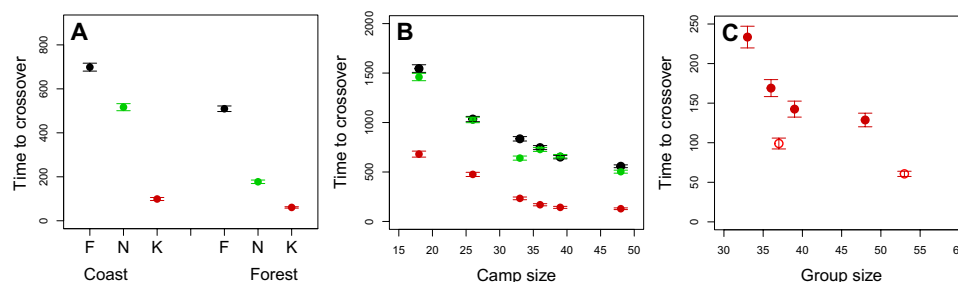 A
Time to crossover
0
200
400
600
800
F N K F N K
Coast Forest
B
Time to crossover
0
500
1000
1500
15 20 25 30 35 40 45 50
Camp size
C
Time to crossover
0
50
100
150
200
250
30 35 40 45 50 55
Group size